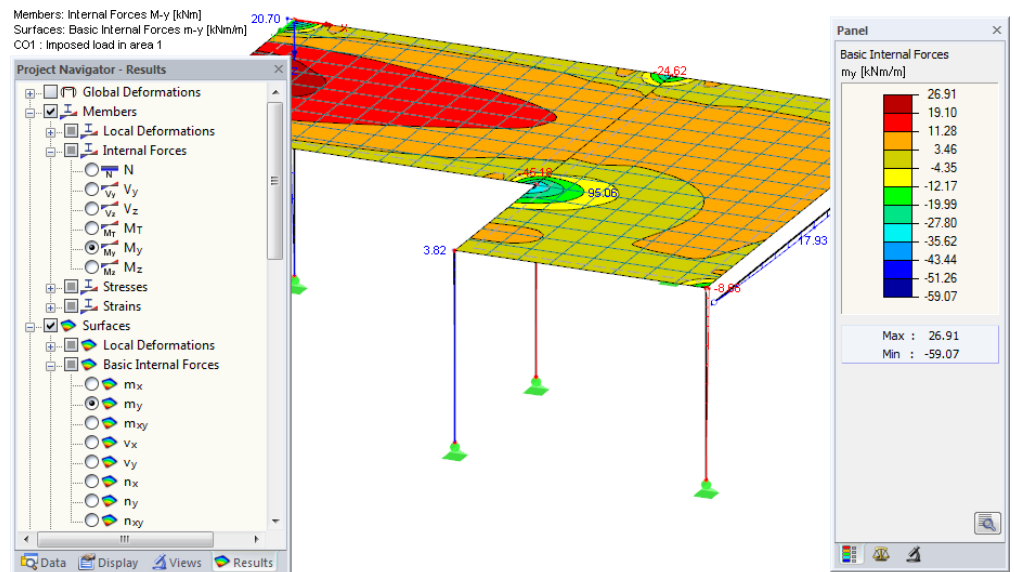 Members: Internal Forces M-y [kNm]
Surfaces: Basic Internal Forces m-y [kNm/m]
CO1 : Imposed load in area 1
Project Navigator - Results
Global Deformations
Members
Local Deformations
Internal Forces
N N
Vy Vy
Vz Vz
MT MT
My My
Mz Mz
Stresses
Strains
Surfaces
Local Deformations
Basic Internal Forces
mx
my
mxy
vx
vy
nx
ny
nxy
Data Display Views Results
20.70
X
-24.62
95.06
3.82
17.93
Panel
Basic Internal Forces
my [kNm/m]
26.91
19.10
11.28
3.46
-4.35
-12.17
-19.99
-27.80
-35.62
-43.44
-51.26
-59.07
Max : 26.91
Min : -59.07